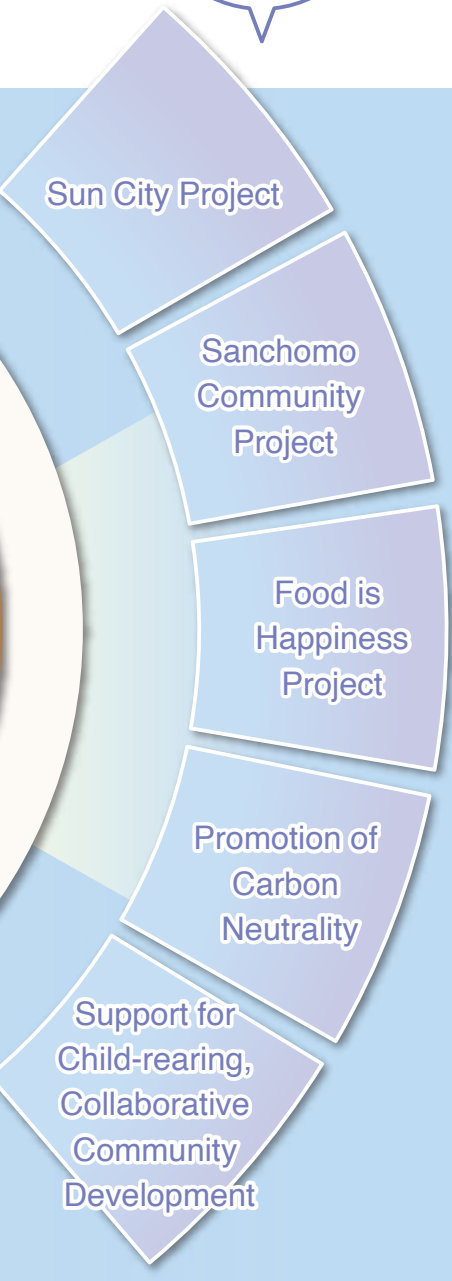 Sun City Project
Sanchomo
Community
Project
Food is
Happiness
Project
Promotion of
Carbon
Neutrality
Support for
Child-rearing,
Collaborative
Community
Development